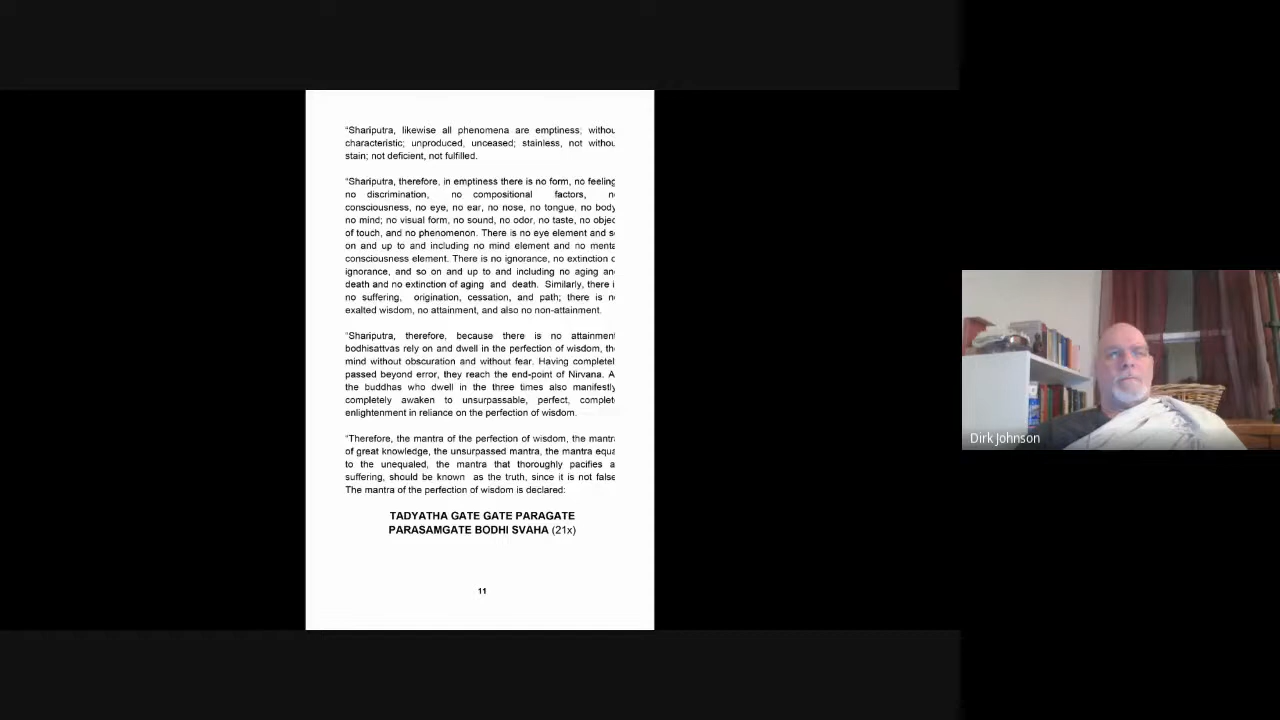 “Shariputra, likewise all phenomena are emptiness; withou
characteristic; unproduced, unceased; stainless, not withou
stain; not deficient, not fulfilled.
“Shariputra, therefore, in emptiness there is no form, no feeling
no discrimination, no compositional factors, n
consciousness, no eye, no ear, no nose, no tongue, no body
no mind; no visual form, no sound, no odor, no taste, no objec
of touch, and no phenomenon. There is no eye element and s
on and up to and including no mind element and no menta
consciousness element. There is no ignorance, no extinction o
ignorance, and so on and up to and including no aging an
death and no extinction of aging and death. Similarly, there i
no suffering, origination, cessation, and path; there is n
exalted wisdom, no attainment, and also no non-attainment.
“Shariputra, therefore, because there is no attainment
bodhisattvas rely on and dwell in the perfection of wisdom, th
mind without obscuration and without fear. Having completel
passed beyond error, they reach the end-point of Nirvana. A
the buddhas who dwell in the three times also manifestly
completely awaken to unsurpassable, perfect, complet
enlightenment in reliance on the perfection of wisdom.
“Therefore, the mantra of the perfection of wisdom, the mantra
of great knowledge, the unsurpassed mantra, the mantra equa
to the unequaled, the mantra that thoroughly pacifies a
suffering, should be known as the truth, since it is not false
The mantra of the perfection of wisdom is declared:
TADYATHA GATE GATE PARAGATE
PARASAMGATE BODHI SVAHA (21x)
11
Dirk Johnson